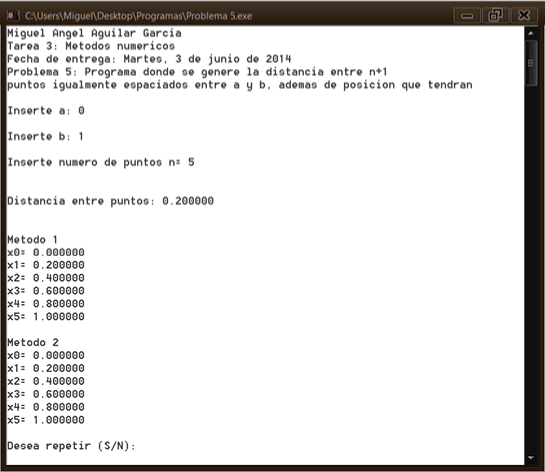 C:\Users\Miguel\Desktop\Programas\Problema 5.exe
Miguel Angel Aguilar Garcia
Tarea 3: Metodos numericos
Fecha de entrega: Martes, 3 de junio de 2014
Problema 5: Programa donde se genere la distancia entre n+1
puntos igualmente espaciados entre a y b, ademas de posicion que tendran
Inserte a: 0
Inserte b: 1
Inserte numero de puntos n= 5
Distancia entre puntos: 0.200000
Metodo 1
x0= 0.000000
x1= 0.200000
x2= 0.400000
x3= 0.600000
x4= 0.800000
x5= 1.000000
Metodo 2
x0= 0.000000
x1= 0.200000
x2= 0.400000
x3= 0.600000
x4= 0.800000
x5= 1.000000
Desea repetir (S/N):